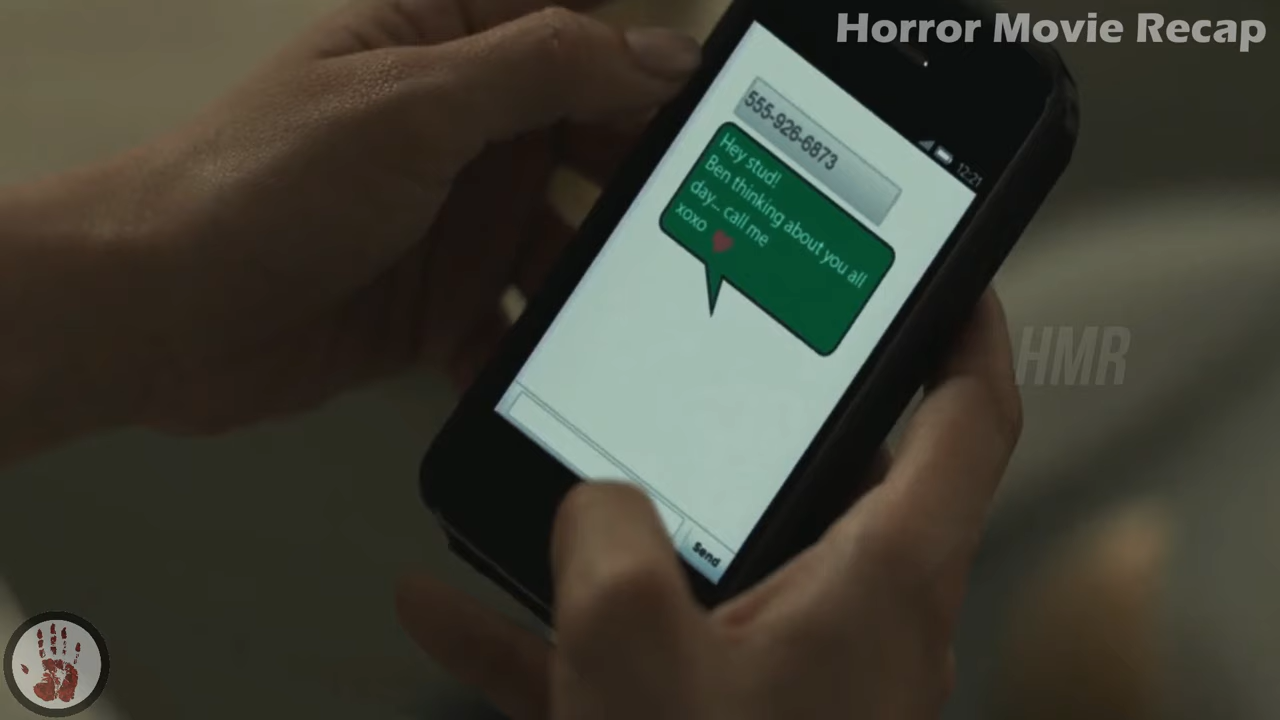 Horror Movie Recap
12:21
555-926-6873
Hey stud!
Ben thinking about you all
day... call me
xoxo ❤
HMR
Send